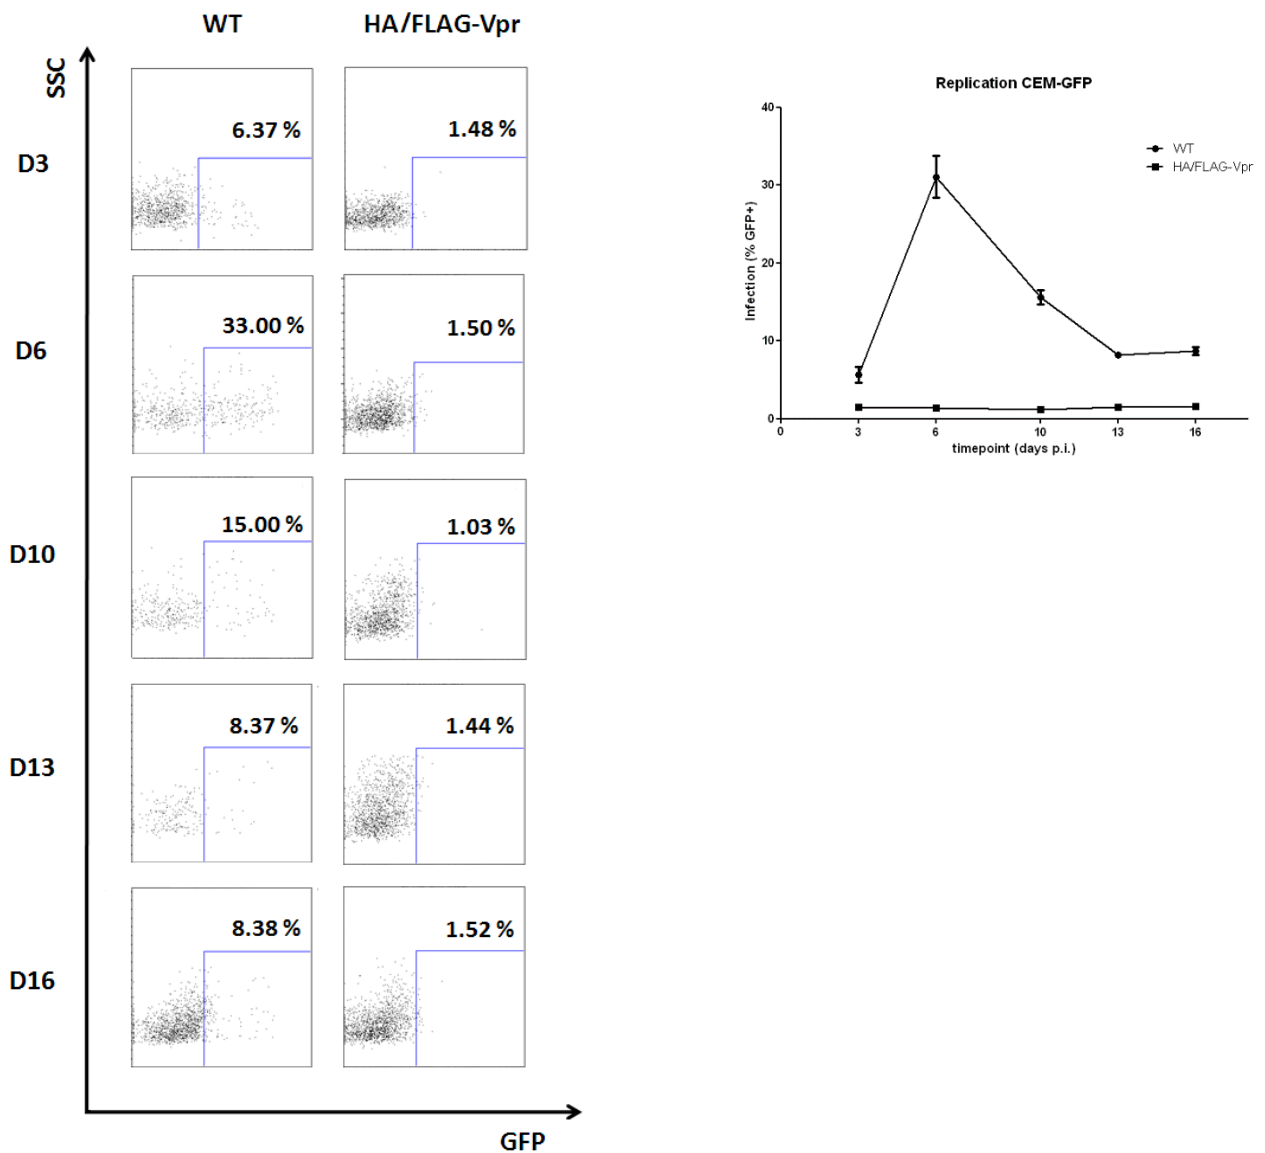 WT HA/FLAG-Vpr
SSC
D3
6.37 %
1.48 %
D6
33.00 %
1.50 %
D10
15.00 %
1.03 %
D13
8.37 %
1.44 %
D16
8.38 %
1.52 %
GFP
Replication CEM-GFP
Infection (% GFP+)
40
30
20
10
0
0 3 6 10 13 16
timepoint (days p.i.)
WT
HA/FLAG-Vpr